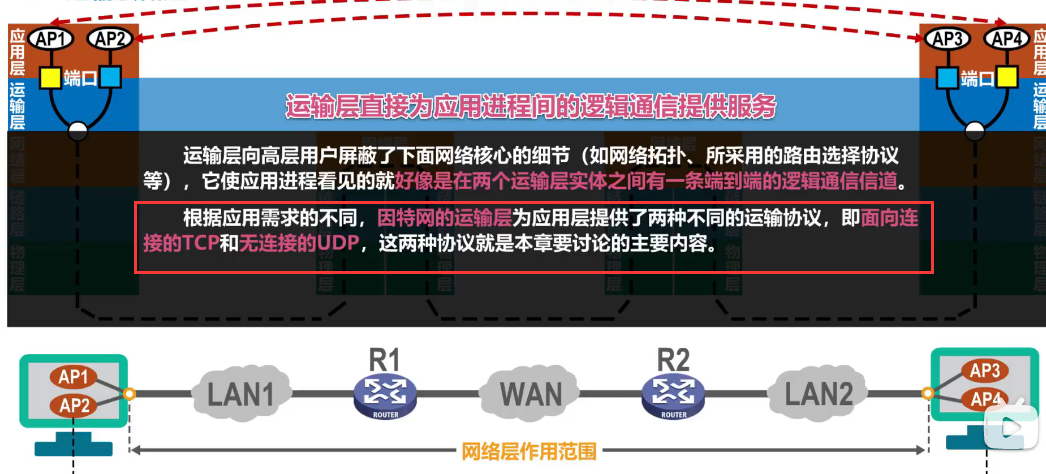 AP1
AP2
AP3
AP4
应用层
端口
端口
应用层
运输层
运输层
运输层直接为应用进程间的逻辑通信提供服务
运输层向高层用户屏蔽了下面网络核心的细节（如网络拓扑、所采用的路由选择协议
等），它使应用进程看见的就好像是在两个运输层实体之间有一条端到端的逻辑通信信道。
根据应用需求的不同，因特网的运输层为应用层提供了两种不同的运输协议，即面向连
接的TCP和无连接的UDP，这两种协议就是本章要讨论的主要内容。
物理层
物理层
R1
R2
AP1
AP2
LAN1
ROUTER
WAN
ROUTER
LAN2
AP3
AP4
网络层作用范围